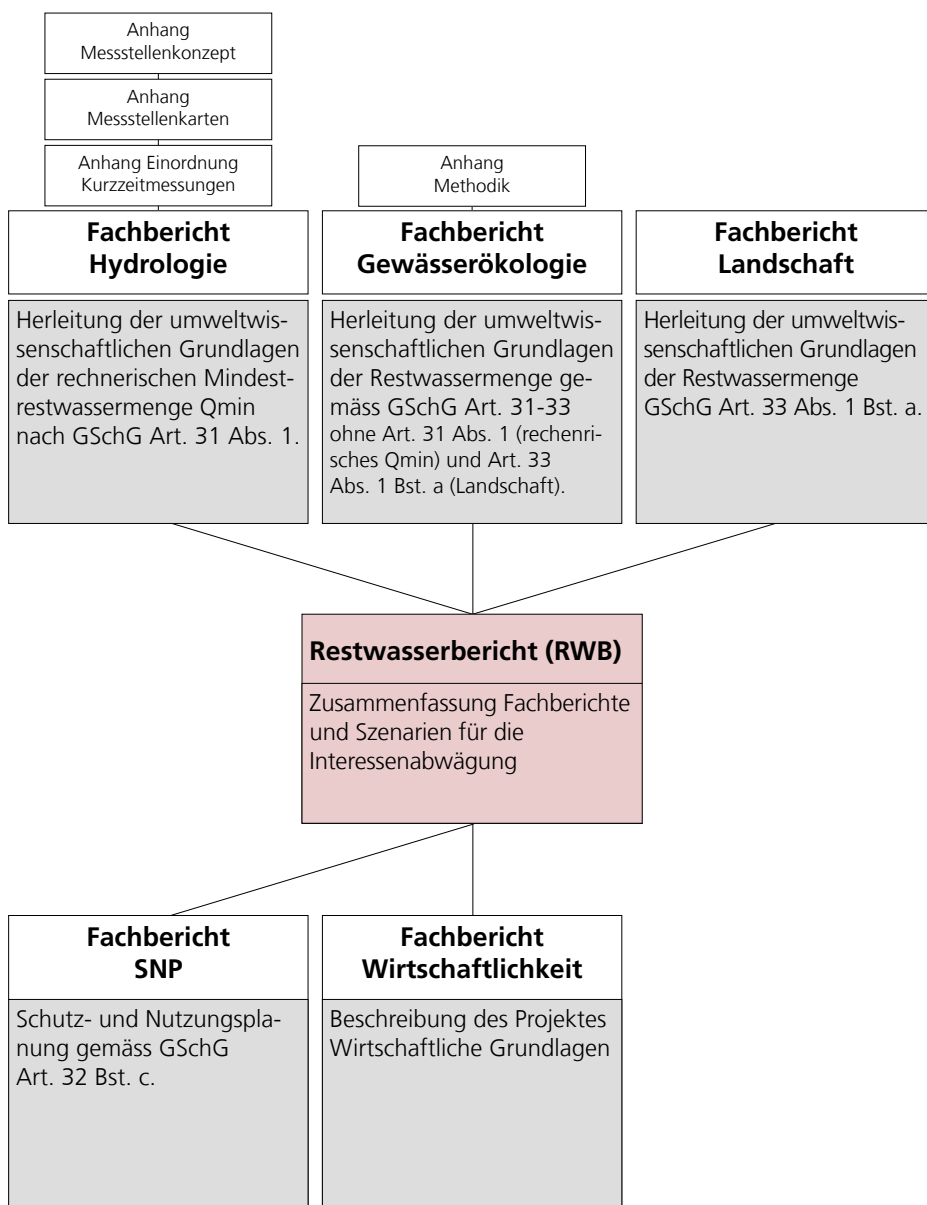 Anhang
Messstellenkonzept
Anhang
Messstellenkarten
Anhang Einordnung
Kurzzeitmessungen
Anhang
Methodik
Fachbericht
Hydrologie
Herleitung der umweltwis-
senschaftlichen Grundlagen
der rechnerischen Mindest-
restwassermenge Qmin
nach GSchG Art. 31 Abs. 1.
Fachbericht
Gewässerökologie
Herleitung der umweltwis-
senschaftlichen Grundlagen
der Restwassermenge ge-
mäss GSchG Art. 31-33
ohne Art. 31 Abs. 1 (rechenri-
sches Qmin) und Art. 33
Abs. 1 Bst. a (Landschaft).
Fachbericht
Landschaft
Herleitung der umweltwis-
senschaftlichen Grundlagen
der Restwassermenge
GSchG Art. 33 Abs. 1 Bst. a.
Restwasserbericht (RWB)
Zusammenfassung Fachberichte
und Szenarien für die
Interessenabwägung
Fachbericht
SNP
Schutz- und Nutzungspla-
nung gemäss GSchG
Art. 32 Bst. c.
Fachbericht
Wirtschaftlichkeit
Beschreibung des Projektes
Wirtschaftliche Grundlagen